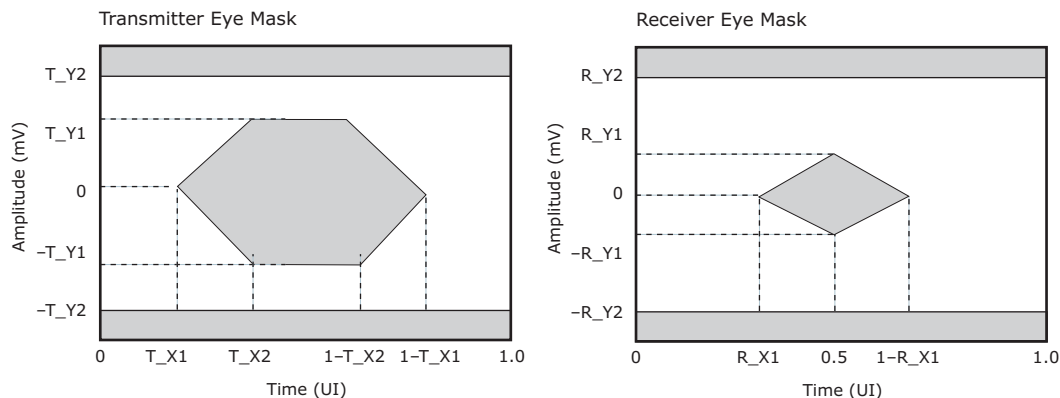 Transmitter Eye Mask
Amplitude (mV)
T_Y2
T_Y1
0
–T_Y1
–T_Y2
0 T_X1 T_X2 1–T_X2 1–T_X1 1.0
Time (UI)
Receiver Eye Mask
Amplitude (mV)
R_Y2
R_Y1
0
–R_Y1
–R_Y2
0 R_X1 0.5 1–R_X1 1.0
Time (UI)